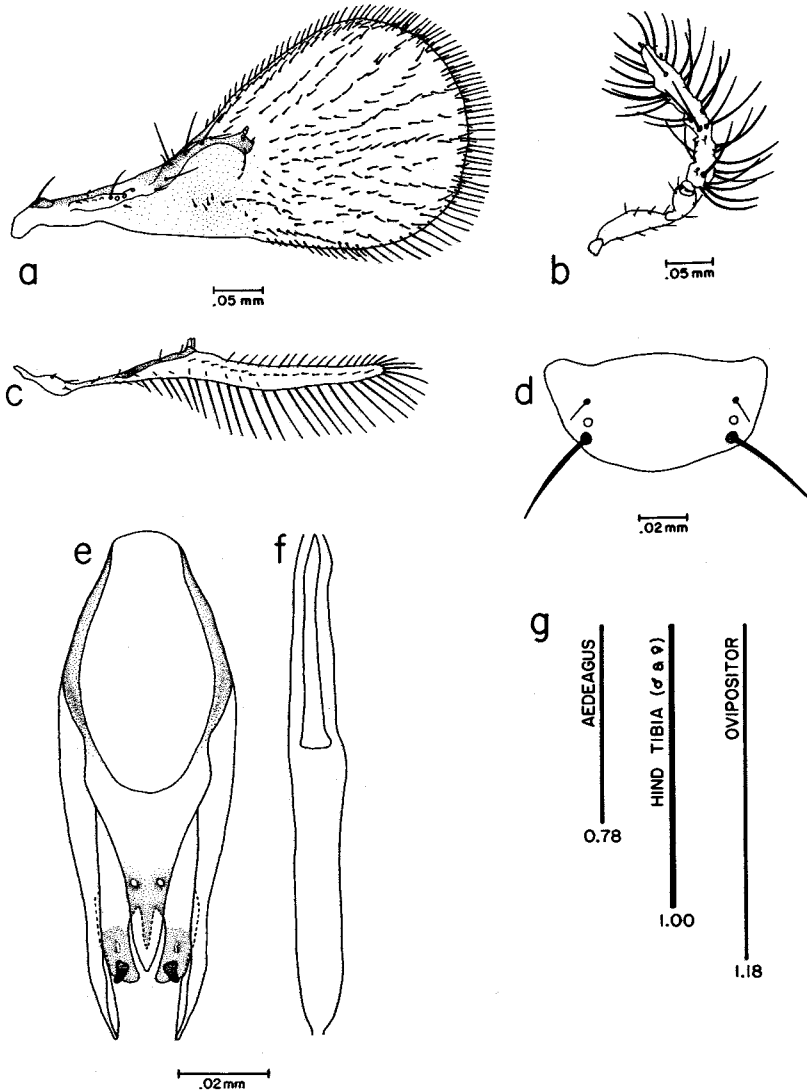 a
.05 mm
b
.05 mm
c
d
.02 mm
e
f
g
AEDEAGUS
HIND TIBIA (♂ & ♀)
OVIPOSITOR
0.78
1.00
1.18
.02 mm